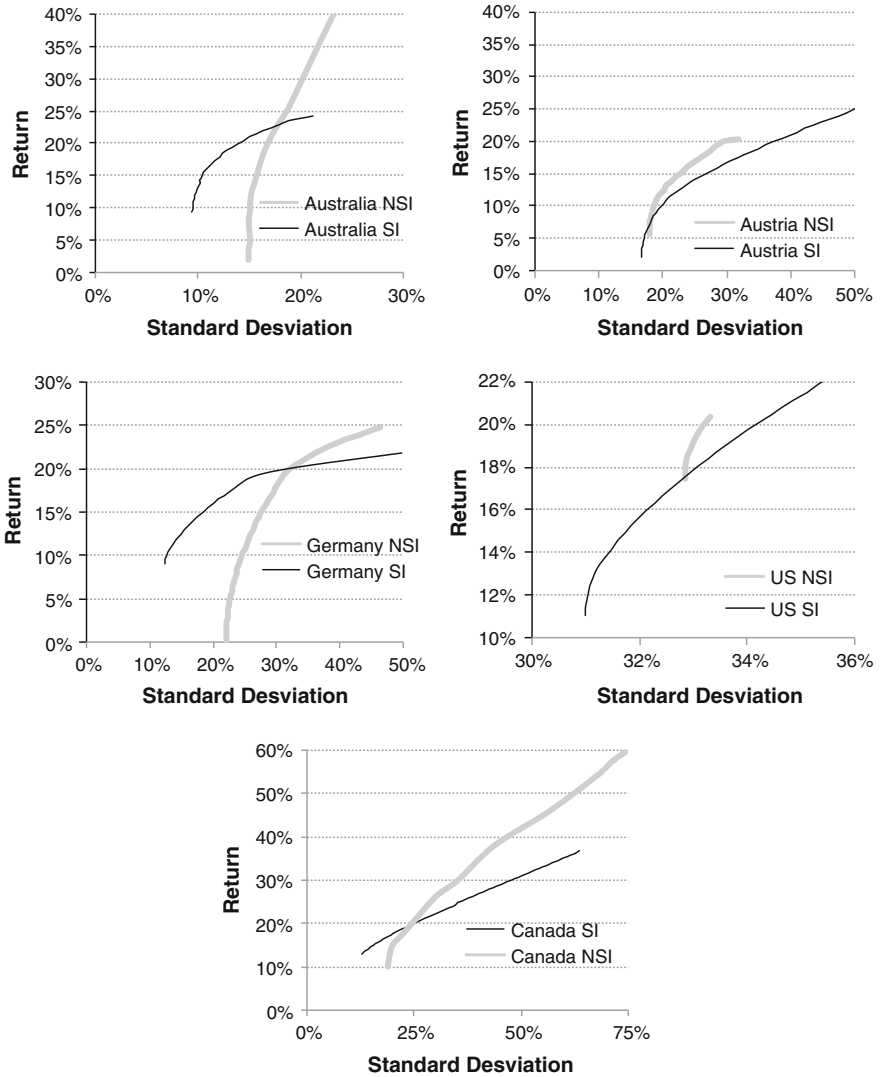 40%
35%
30%
25%
20%
15%
10%
5%
0%
Return
Australia NSI
Australia SI
0% 10% 20% 30%
Standard Desviation
40%
35%
30%
25%
20%
15%
10%
5%
0%
Return
Austria NSI
Austria SI
0% 10% 20% 30% 40% 50%
Standard Desviation
30%
25%
20%
15%
10%
5%
0%
Return
Germany NSI
Germany SI
0% 10% 20% 30% 40% 50%
Standard Desviation
22%
20%
18%
16%
14%
12%
10%
Return
US NSI
US SI
30% 32% 34% 36%
Standard Desviation
60%
50%
40%
30%
20%
10%
0%
Return
Canada SI
Canada NSI
0% 25% 50% 75%
Standard Desviation